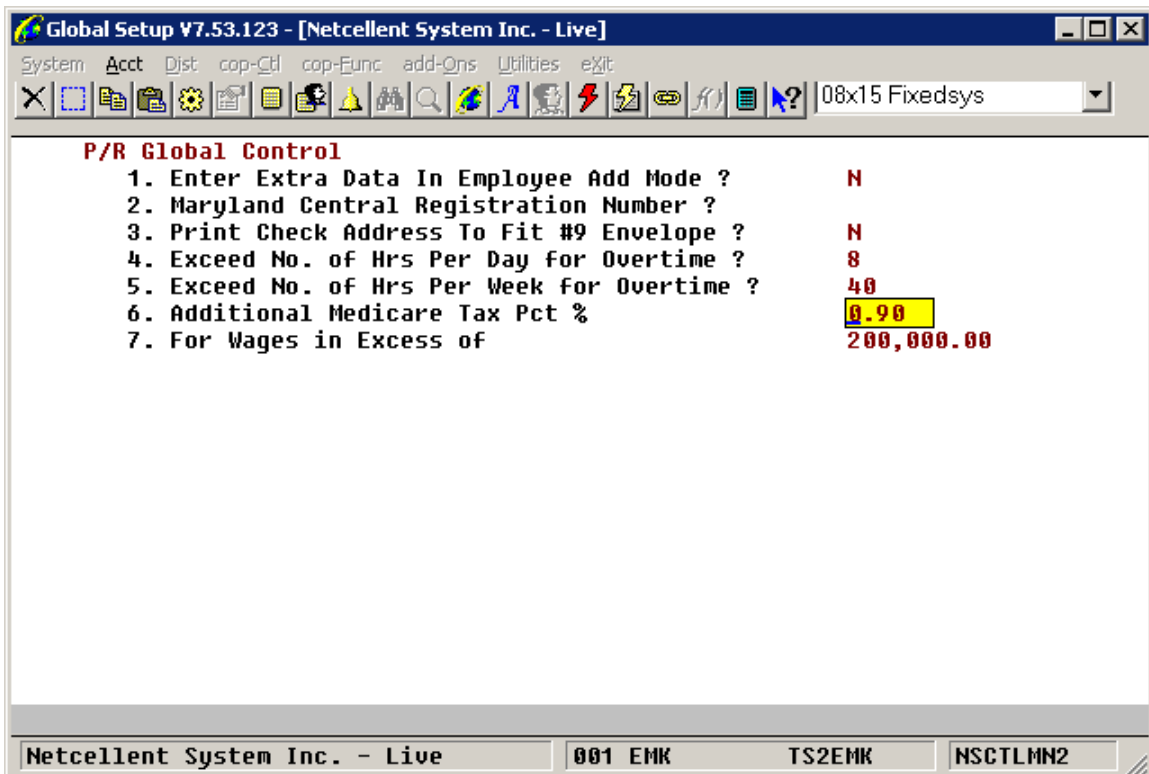 Global Setup V7.53.123 - [Netcellent System Inc. - Live]
System Acct Dist cop-Ctl cop-Func add-Ons Utilities eXit
08x15 Fixedsys
P/R Global Control
1. Enter Extra Data In Employee Add Mode ? N
2. Maryland Central Registration Number ?
3. Print Check Address To Fit #9 Envelope ? N
4. Exceed No. of Hrs Per Day for Overtime ? 8
5. Exceed No. of Hrs Per Week for Overtime ? 40
6. Additional Medicare Tax Pct % 0.90
7. For Wages in Excess of 200,000.00
Netcellent System Inc. - Live 001 EMK TS2EMK NSCTLMN2